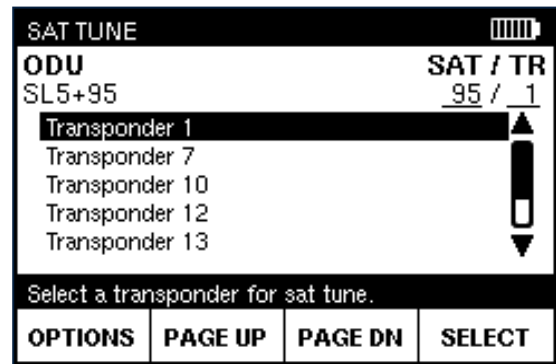 SAT TUNE
ODU SAT / TR
SL5+95 95 / 1
Transponder 1
Transponder 7
Transponder 10
Transponder 12
Transponder 13
Select a transponder for sat tune.
OPTIONS PAGE UP PAGE DN SELECT